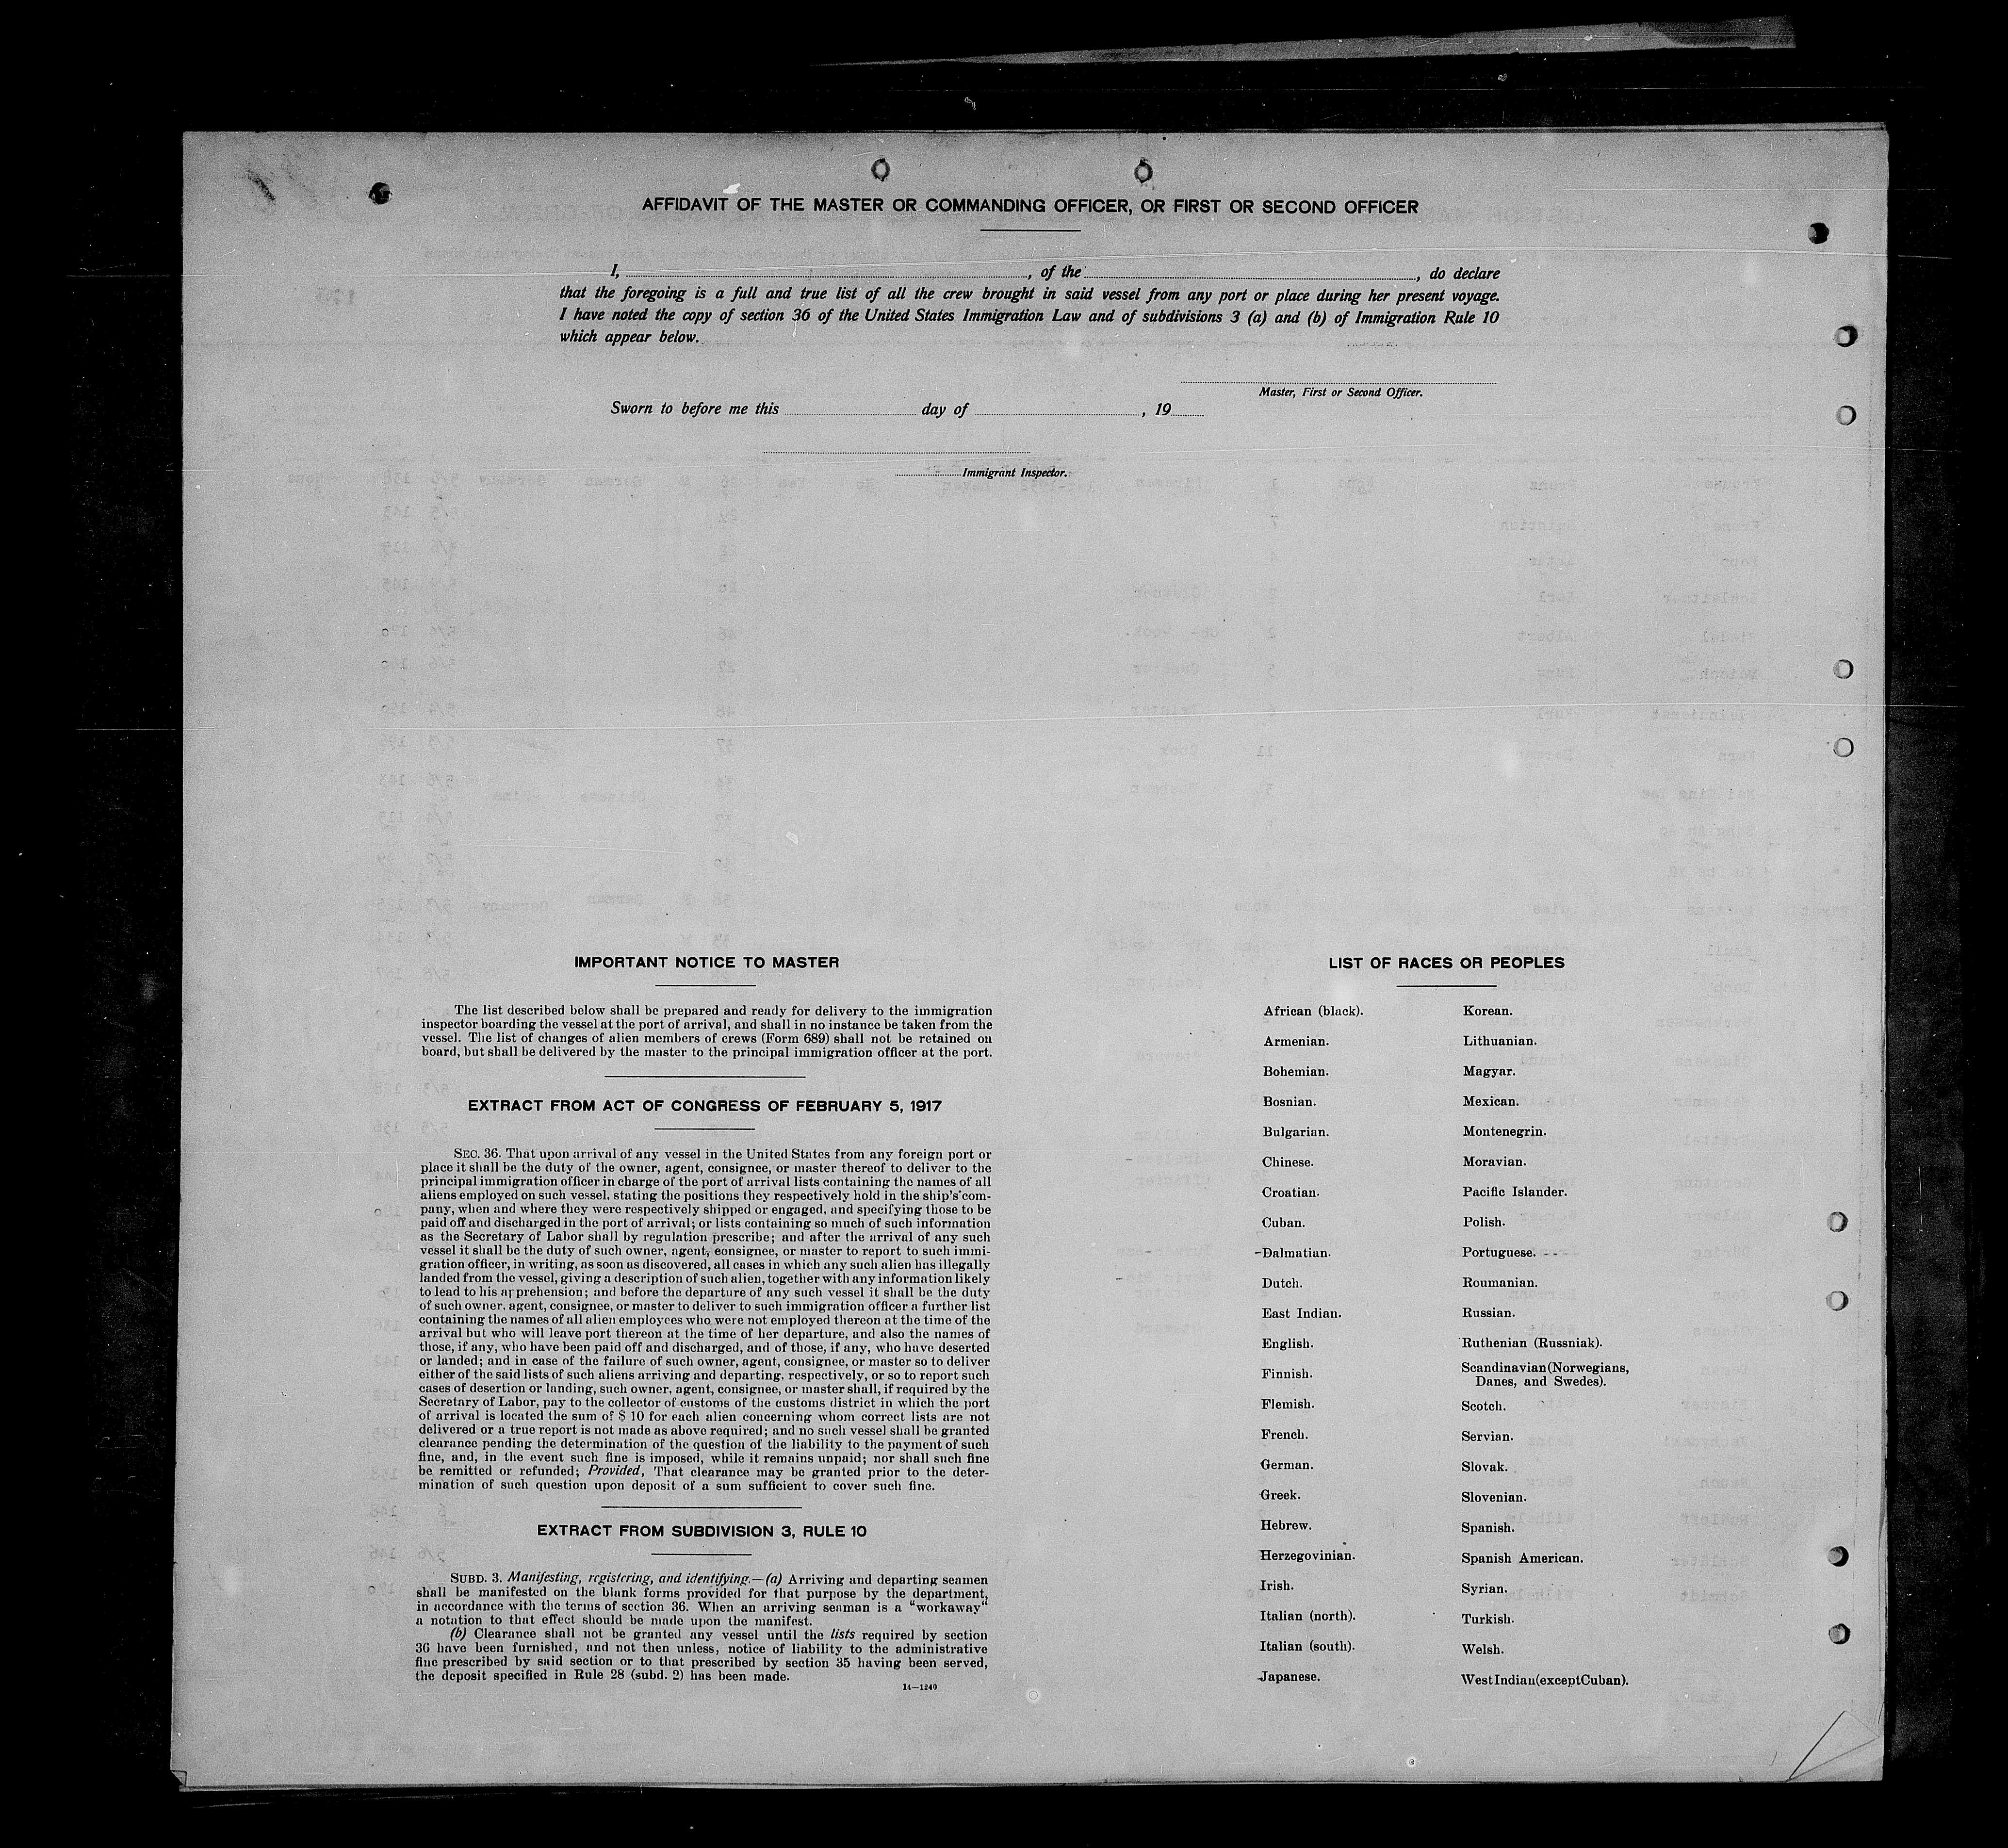 AFFIDAVIT OF THE MASTER OR COMMANDING OFFICER, OR FIRST OR SECOND OFFICER
I, , of the , do declare
that the foregoing is a full and true list of all the crew brought in said vessel from any port or place during her present voyage.
I have noted the copy of section 36 of the United States Immigration Law and of subdivisions 3 (a) and (b) of Immigration Rule 10
which appear below.
Master, First or Second Officer.
Sworn to before me this day of , 19
Immigrant Inspector.
IMPORTANT NOTICE TO MASTER
The list described below shall be prepared and ready for delivery to the immigration
inspector boarding the vessel at the port of arrival, and shall in no instance be taken from the
vessel. The list of changes of alien members of crews (Form 689) shall not be retained on
board, but shall be delivered by the master to the principal immigration officer at the port.
EXTRACT FROM ACT OF CONGRESS OF FEBRUARY 5, 1917
SEC. 36. That upon arrival of any vessel in the United States from any foreign port or
place it shall be the duty of the owner, agent, consignee, or master thereof to deliver to the
principal immigration officer in charge of the port of arrival lists containing the names of all
aliens employed on such vessel, stating the positions they respectively hold in the ship's com-
pany, when and where they were respectively shipped or engaged, and specifying those to be
paid off and discharged in the port of arrival; or lists containing so much of such information
as the Secretary of Labor shall by regulation prescribe; and after the arrival of any such
vessel it shall be the duty of such owner, agent, consignee, or master to report to such immi-
gration officer, in writing, as soon as discovered, all cases in which any such alien has illegally
landed from the vessel, giving a description of such alien, together with any information likely
to lead to his apprehension; and before the departure of any such vessel it shall be the duty
of such owner, agent, consignee, or master to deliver to such immigration officer a further list
containing the names of all alien employees who were not employed thereon at the time of the
arrival but who will leave port thereon at the time of her departure, and also the names of
those, if any, who have been paid off and discharged, and of those, if any, who have deserted
or landed; and in case of the failure of such owner, agent, consignee, or master so to deliver
either of the said lists of such aliens arriving and departing, respectively, or so to report such
cases of desertion or landing, such owner, agent, consignee, or master shall, if required by the
Secretary of Labor, pay to the collector of customs of the customs district in which the port
of arrival is located the sum of $ 10 for each alien concerning whom correct lists are not
delivered or a true report is not made as above required; and no such vessel shall be granted
clearance pending the determination of the question of the liability to the payment of such
fine, and, in the event such fine is imposed, while it remains unpaid; nor shall such fine
be remitted or refunded; Provided, That clearance may be granted prior to the deter-
mination of such question upon deposit of a sum sufficient to cover such fine.
EXTRACT FROM SUBDIVISION 3, RULE 10
SUBD. 3. Manifesting, registering, and identifying.—(a) Arriving and departing seamen
shall be manifested on the blank forms provided for that purpose by the department,
in accordance with the terms of section 36. When an arriving seaman is a "workaway"
a notation to that effect should be made upon the manifest.
(b) Clearance shall not be granted any vessel until the lists required by section
36 have been furnished, and not then unless, notice of liability to the administrative
fine prescribed by said section or to that prescribed by section 35 having been served,
the deposit specified in Rule 28 (subd. 2) has been made.
14—1240
LIST OF RACES OR PEOPLES
African (black).
Armenian.
Bohemian.
Bosnian.
Bulgarian.
Chinese.
Croatian.
Cuban.
Dalmatian.
Dutch.
East Indian.
English.
Finnish.
Flemish.
French.
German.
Greek.
Hebrew.
Herzegovinian.
Irish.
Italian (north).
Italian (south).
Japanese.
Korean.
Lithuanian.
Magyar.
Mexican.
Montenegrin.
Moravian.
Pacific Islander.
Polish.
Portuguese.
Roumanian.
Russian.
Ruthenian (Russniak).
Scandinavian (Norwegians,
Danes, and Swedes).
Scotch.
Servian.
Slovak.
Slovenian.
Spanish.
Spanish American.
Syrian.
Turkish.
Welsh.
West Indian (except Cuban).